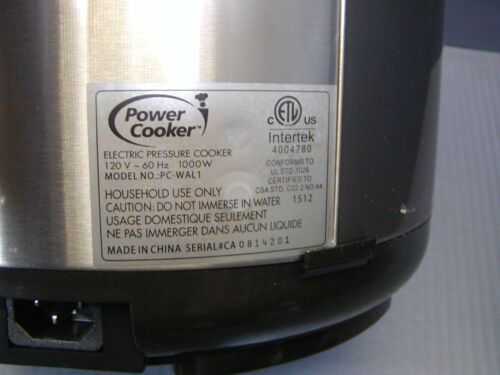 Power
Cooker™
ELECTRIC PRESSURE COOKER
120 V ~ 60 Hz 1000W
MODEL NO.:PC-WAL1
HOUSEHOLD USE ONLY
CAUTION: DO NOT IMMERSE IN WATER
USAGE DOMESTIQUE SEULEMENT
NE PAS IMMERGER DANS AUCUN LIQUIDE
MADE IN CHINA SERIAL#CA 0814201
C ETL US
Intertek
4004780
CONFORMS TO
UL STD.1026
CERTIFIED TO
CSA STD. C22.2 NO.64
1512